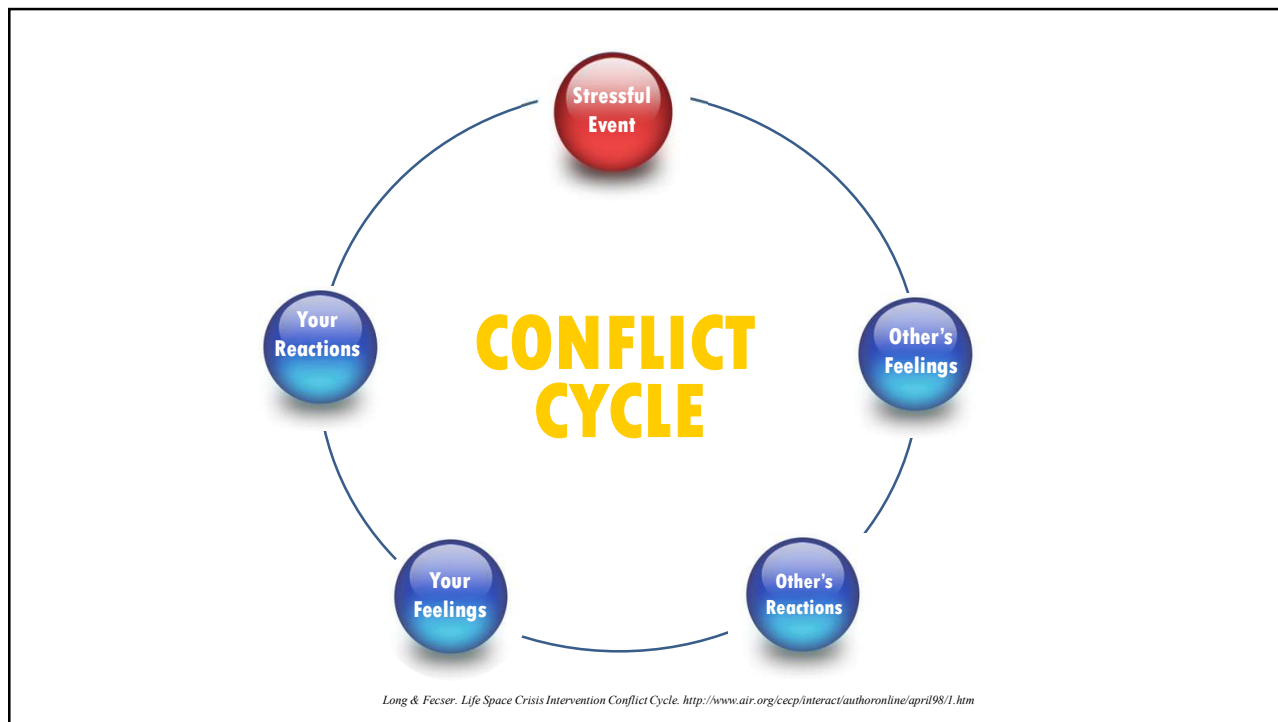 Stressful
Event
Other's
Feelings
Other's
Reactions
Your
Feelings
Your
Reactions
CONFLICT
CYCLE
Long & Fecser. Life Space Crisis Intervention Conflict Cycle. http://www.air.org/cecp/interact/authoronline/april98/1.htm